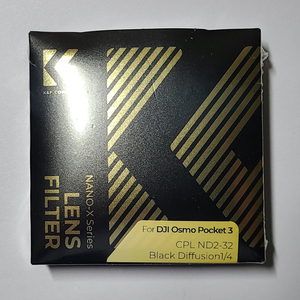 K&F CONCEPT
NANO-X Series
LENS
FILTER
For DJI Osmo Pocket 3
CPL ND2-32
Black Diffusion1/4